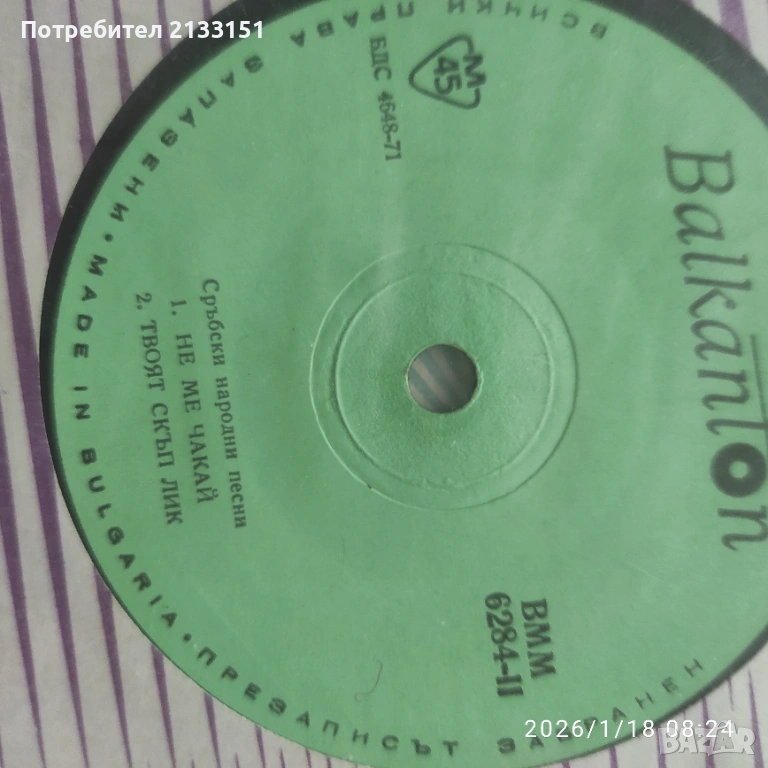 Потребител 2133151
Balkanton
М
45
БДС 4648-71
ВММ
6284-II
Сръбски народни песни
1. НЕ МЕ ЧАКАЙ
2. ТВОЯТ СКЪП ЛИК
ВСИЧКИ ПРАВА ЗАПАЗЕНИ • MADE IN BULGARIA • ПРЕЗАПИСЪТ ЗАБРАНЕН
2026/1/18 08:24
BAZAR